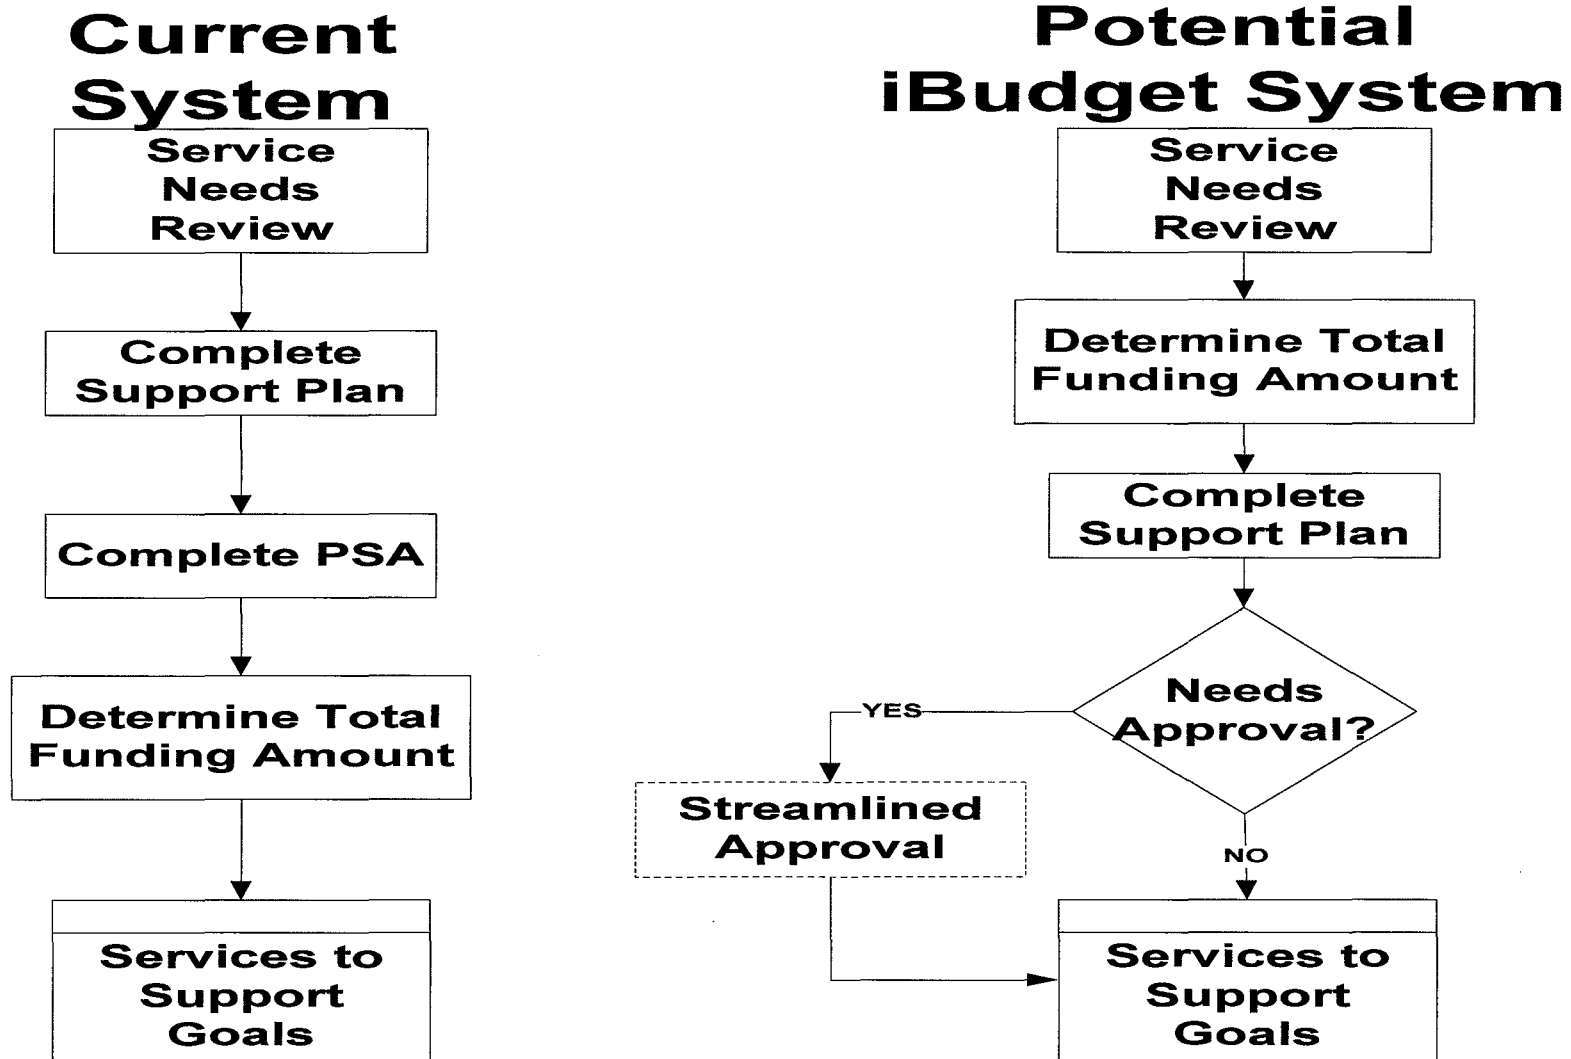 Current
System
Service
Needs
Review
Complete
Support Plan
Complete PSA
Determine Total
Funding Amount
Services to
Support
Goals
Potential
iBudget System
Service
Needs
Review
Determine Total
Funding Amount
Complete
Support Plan
Needs
Approval?
YES
Streamlined
Approval
NO
Services to
Support
Goals